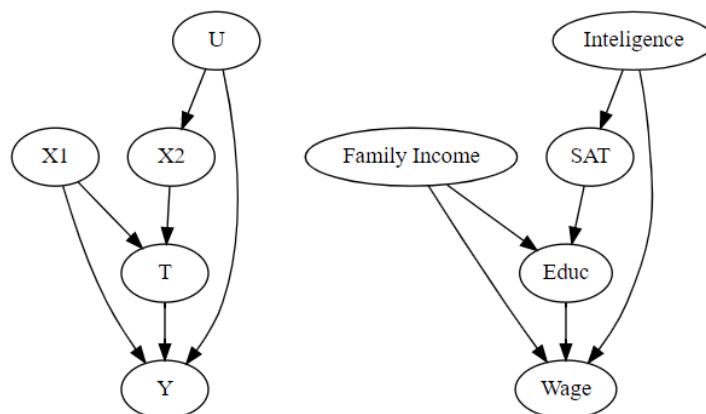 U
Inteligence
X1
X2
Family Income
SAT
T
Educ
Y
Wage